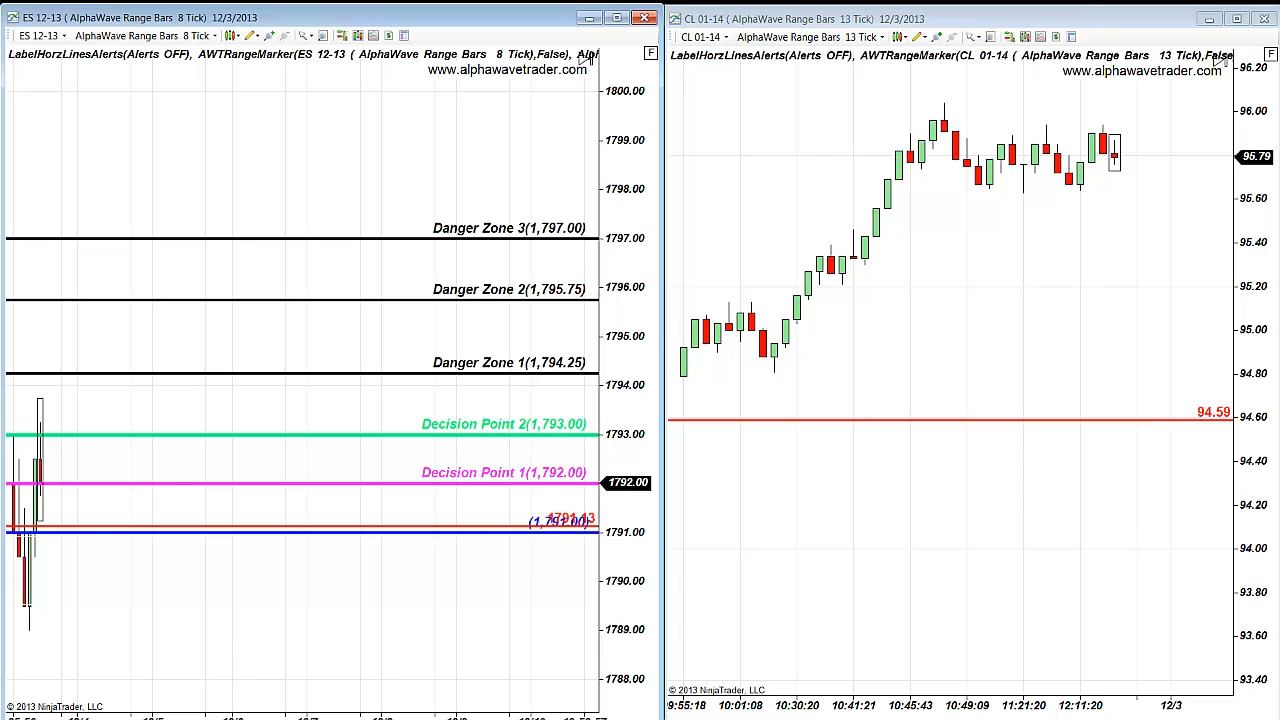 ES 12-13 ( AlphaWave Range Bars 8 Tick) 12/3/2013
ES 12-13 AlphaWave Range Bars 8 Tick
LabelHorzLinesAlerts(Alerts OFF), AWTRangeMarker(ES 12-13 ( AlphaWave Range Bars 8 Tick),False),
www.alphawavetrader.com
F
1800.00
1799.00
1798.00
Danger Zone 3(1,797.00)
1797.00
Danger Zone 2(1,795.75)
1796.00
1795.00
Danger Zone 1(1,794.25)
1794.00
Decision Point 2(1,793.00)
1793.00
Decision Point 1(1,792.00)
1792.00
1791.13
(1,791.00)
1791.00
1790.00
1789.00
1788.00
© 2013 NinjaTrader, LLC
CL 01-14 ( AlphaWave Range Bars 13 Tick) 12/3/2013
CL 01-14 AlphaWave Range Bars 13 Tick
LabelHorzLinesAlerts(Alerts OFF), AWTRangeMarker(CL 01-14 ( AlphaWave Range Bars 13 Tick),False
www.alphawavetrader.com
F
96.20
96.00
95.79
95.60
95.40
95.20
95.00
94.80
94.59
94.60
94.40
94.20
94.00
93.80
93.60
93.40
© 2013 NinjaTrader, LLC
9:55:18 10:01:08 10:30:20 10:41:21 10:45:43 10:49:09 11:21:20 12:11:20 12/3